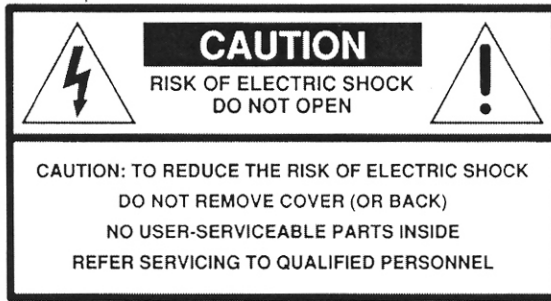 CAUTION
RISK OF ELECTRIC SHOCK
DO NOT OPEN
CAUTION: TO REDUCE THE RISK OF ELECTRIC SHOCK
DO NOT REMOVE COVER (OR BACK)
NO USER-SERVICEABLE PARTS INSIDE
REFER SERVICING TO QUALIFIED PERSONNEL